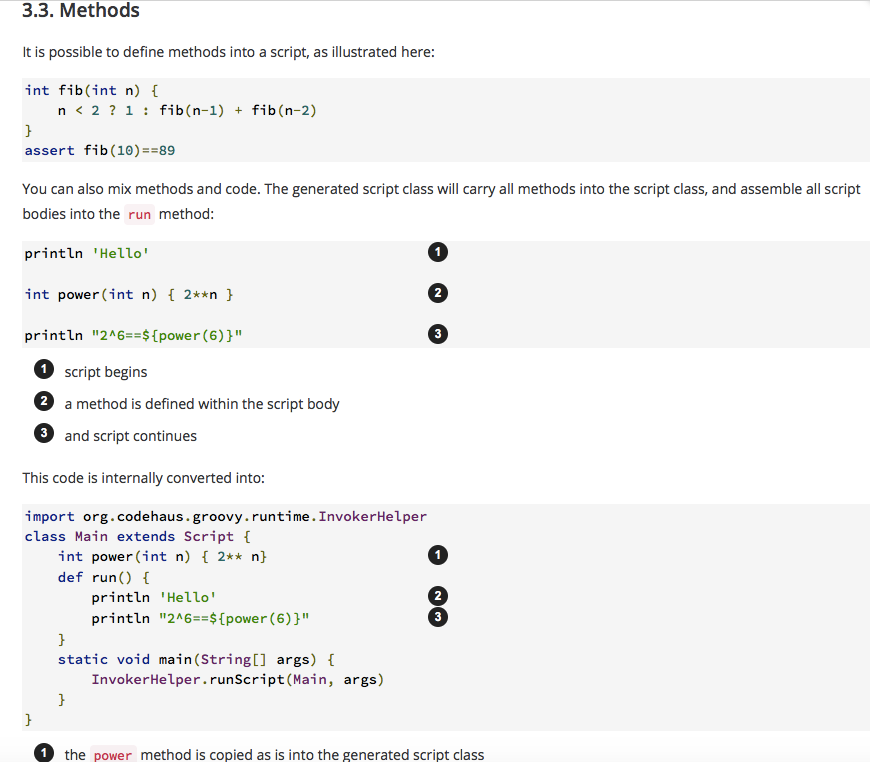 3.3. Methods
It is possible to define methods into a script, as illustrated here:
int fib(int n) {
    n < 2 ? 1 : fib(n-1) + fib(n-2)
}
assert fib(10)==89
You can also mix methods and code. The generated script class will carry all methods into the script class, and assemble all script
bodies into the run method:
println 'Hello' 1
int power(int n) { 2**n } 2
println "2^6==${power(6)}" 3
1 script begins
2 a method is defined within the script body
3 and script continues
This code is internally converted into:
import org.codehaus.groovy.runtime.InvokerHelper
class Main extends Script {
    int power(int n) { 2** n} 1
    def run() {
        println 'Hello' 2
        println "2^6==${power(6)}" 3
    }
    static void main(String[] args) {
        InvokerHelper.runScript(Main, args)
    }
}
1 the power method is copied as is into the generated script class